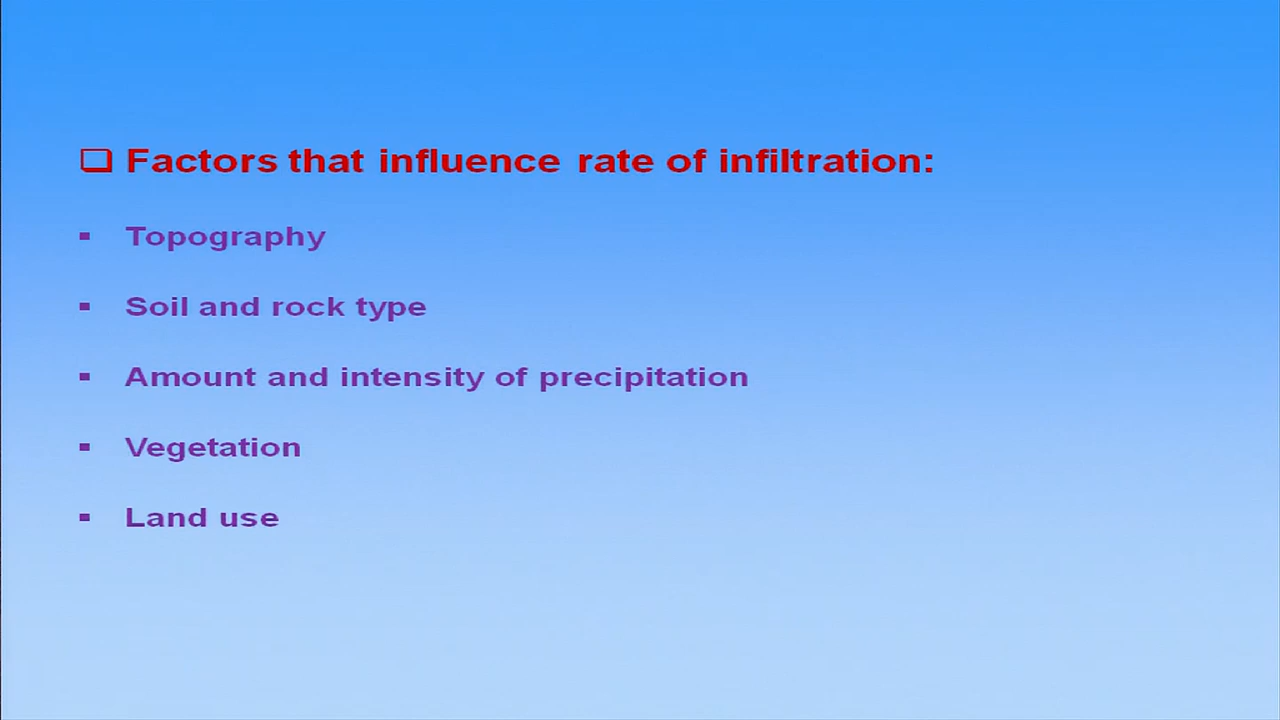 ❑ Factors that influence rate of infiltration:
▪ Topography
▪ Soil and rock type
▪ Amount and intensity of precipitation
▪ Vegetation
▪ Land use